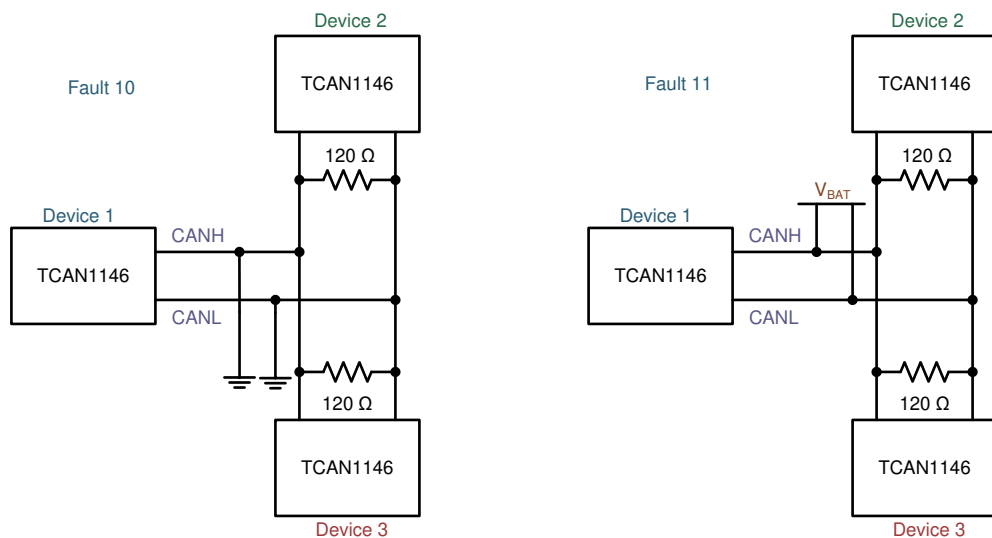 Device 2
TCAN1146
Fault 10
120 Ω
Device 1
CANH
TCAN1146
CANL
120 Ω
TCAN1146
Device 3
Device 2
TCAN1146
Fault 11
120 Ω
VBAT
Device 1
CANH
TCAN1146
CANL
120 Ω
TCAN1146
Device 3